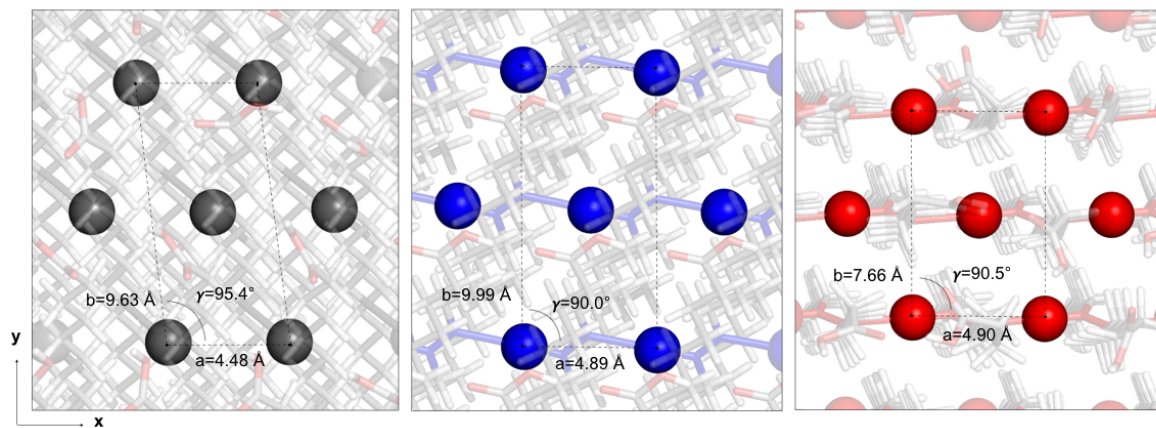 b=9.63 Å
γ=95.4°
a=4.48 Å
b=9.99 Å
γ=90.0°
a=4.89 Å
b=7.66 Å
γ=90.5°
a=4.90 Å
y
x